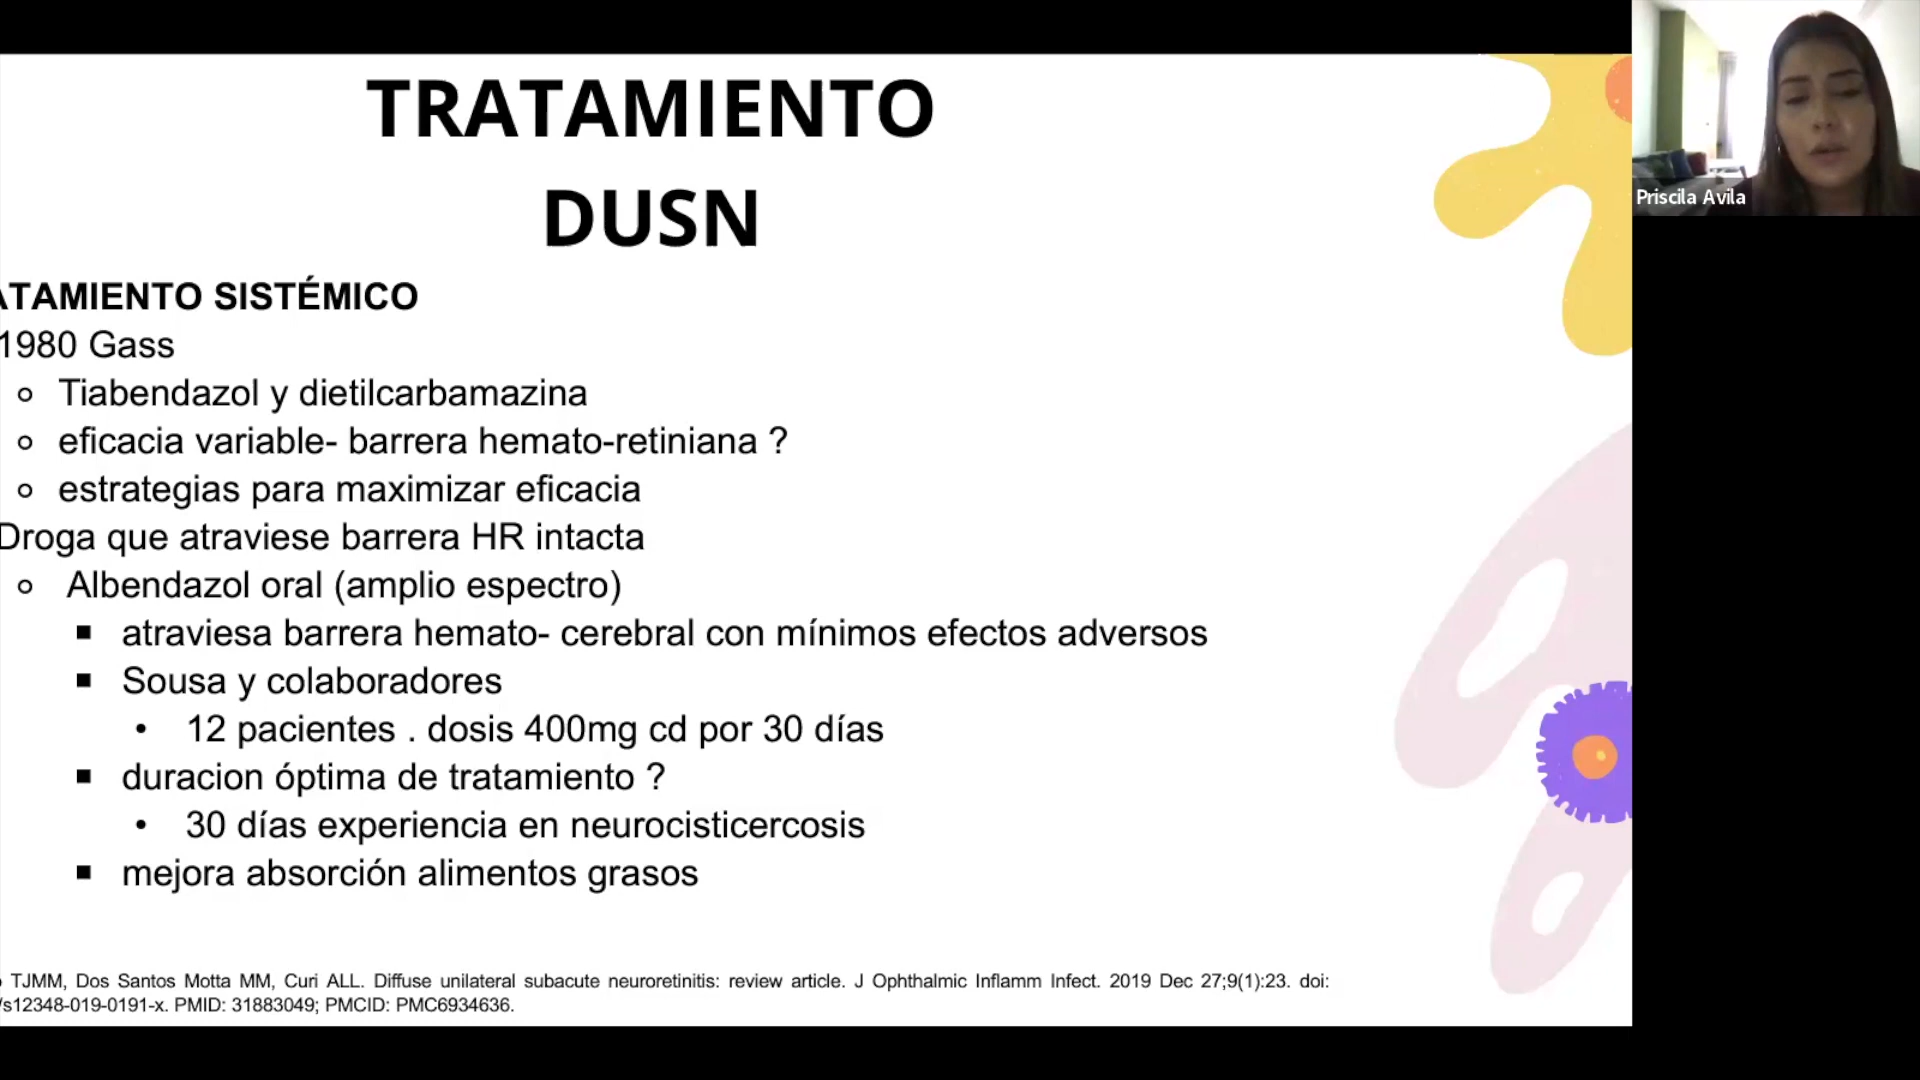 TRATAMIENTO
DUSN
ATAMIENTO SISTÉMICO
1980 Gass
Tiabendazol y dietilcarbamazina
eficacia variable- barrera hemato-retiniana ?
estrategias para maximizar eficacia
Droga que atraviese barrera HR intacta
Albendazol oral (amplio espectro)
atraviesa barrera hemato- cerebral con mínimos efectos adversos
Sousa y colaboradores
12 pacientes . dosis 400mg cd por 30 días
duracion óptima de tratamiento ?
30 días experiencia en neurocisticercosis
mejora absorción alimentos grasos
TJMM, Dos Santos Motta MM, Curi ALL. Diffuse unilateral subacute neuroretinitis: review article. J Ophthalmic Inflamm Infect. 2019 Dec 27;9(1):23. doi:
/s12348-019-0191-x. PMID: 31883049; PMCID: PMC6934636.
Priscila Avila